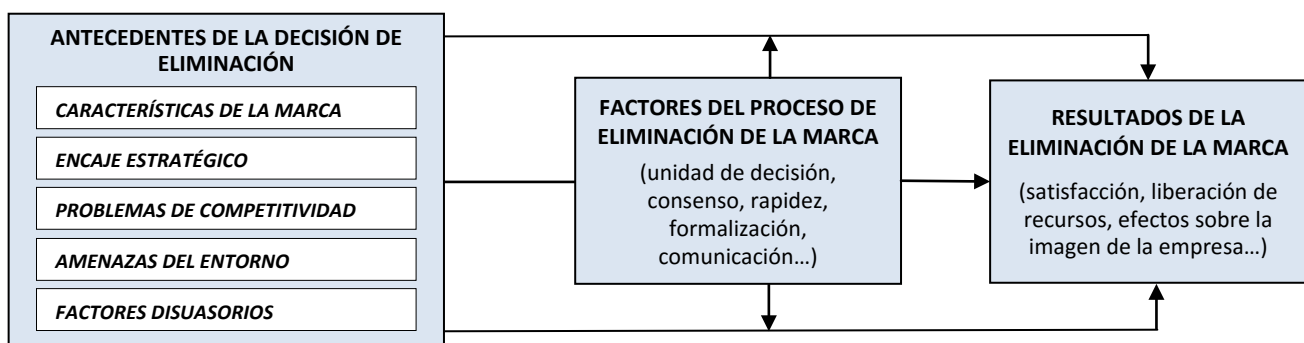 ANTECEDENTES DE LA DECISIÓN DE
ELIMINACIÓN
CARACTERÍSTICAS DE LA MARCA
ENCAJE ESTRATÉGICO
PROBLEMAS DE COMPETITIVIDAD
AMENAZAS DEL ENTORNO
FACTORES DISUASORIOS
FACTORES DEL PROCESO DE
ELIMINACIÓN DE LA MARCA
(unidad de decisión,
consenso, rapidez,
formalización,
comunicación…)
RESULTADOS DE LA
ELIMINACIÓN DE LA MARCA
(satisfacción, liberación de
recursos, efectos sobre la
imagen de la empresa…)